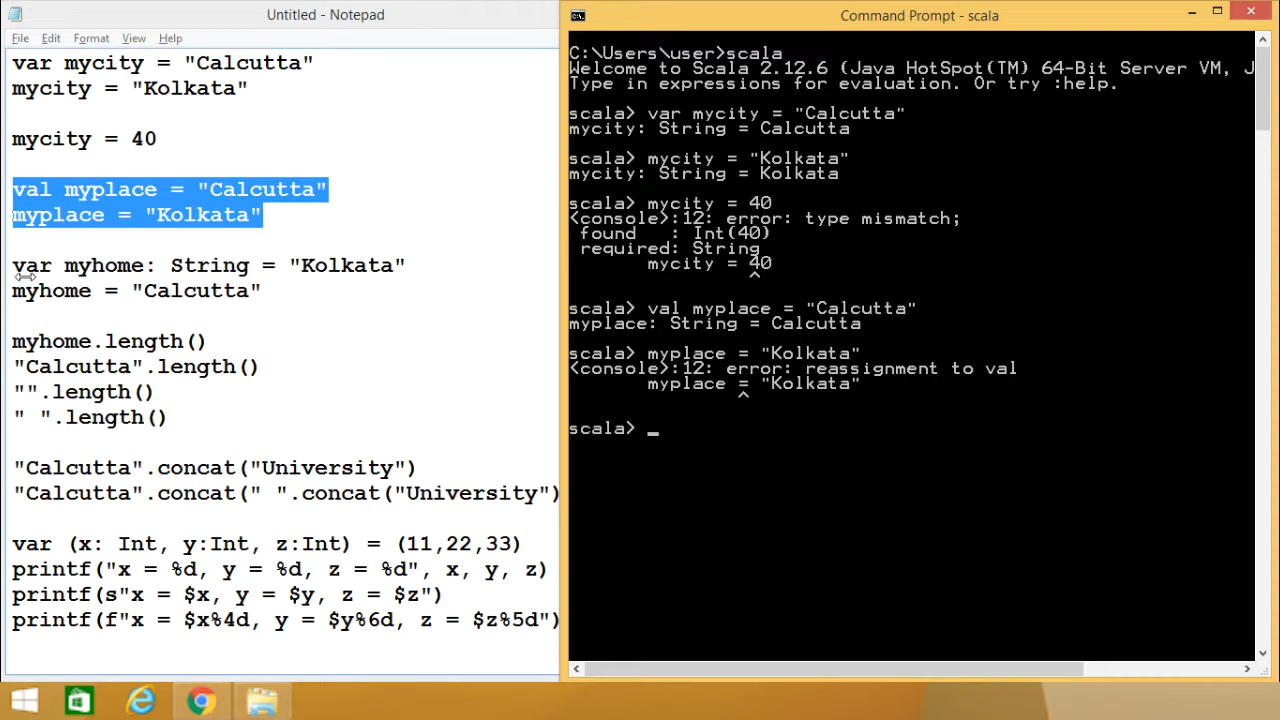 Untitled - Notepad
File Edit Format View Help
var mycity = "Calcutta"
mycity = "Kolkata"
mycity = 40
val myplace = "Calcutta"
myplace = "Kolkata"
var myhome: String = "Kolkata"
myhome = "Calcutta"
myhome.length()
"Calcutta".length()
"".length()
" ".length()
"Calcutta".concat("University")
"Calcutta".concat(" ".concat("University")
var (x: Int, y:Int, z:Int) = (11,22,33)
printf("x = %d, y = %d, z = %d", x, y, z)
printf(s"x = $x, y = $y, z = $z")
printf(f"x = $x%4d, y = $y%6d, z = $z%5d")
Command Prompt - scala
C:\Users\user>scala
Welcome to Scala 2.12.6 (Java HotSpot(TM) 64-Bit Server VM, J
Type in expressions for evaluation. Or try :help.
scala> var mycity = "Calcutta"
mycity: String = Calcutta
scala> mycity = "Kolkata"
mycity: String = Kolkata
scala> mycity = 40
<console>:12: error: type mismatch;
found   : Int(40)
required: String
mycity = 40
^
scala> val myplace = "Calcutta"
myplace: String = Calcutta
scala> myplace = "Kolkata"
<console>:12: error: reassignment to val
myplace = "Kolkata"
^
scala> _